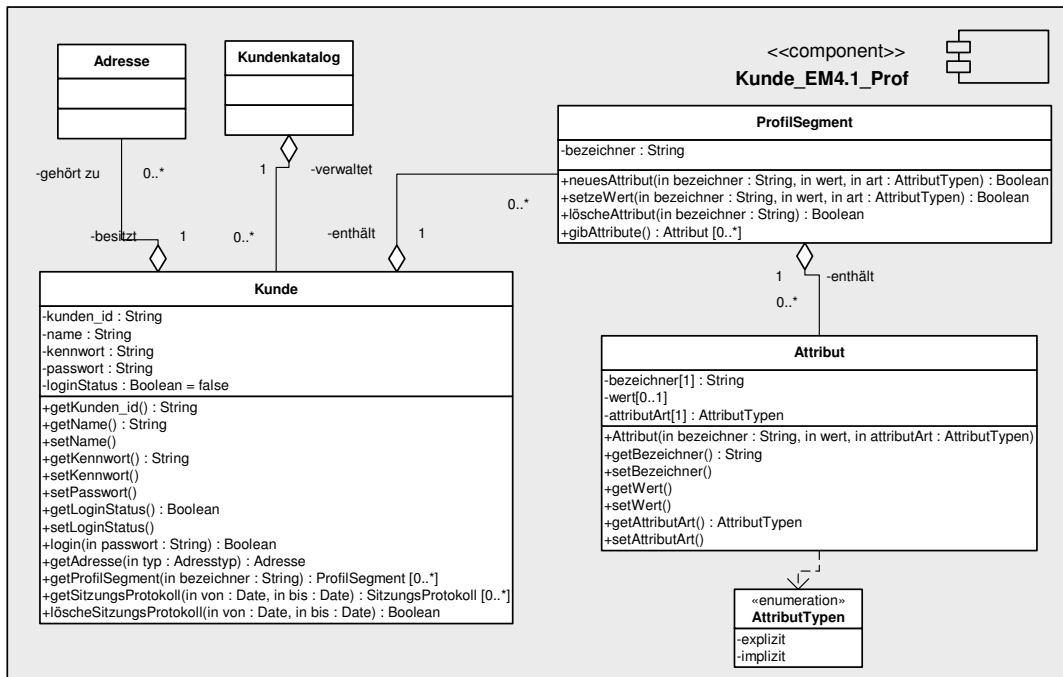 Adresse
Kundenkatalog
<<component>>
Kunde_EM4.1_Prof
ProfilSegment
-bezeichner : String
+neuesAttribut(in bezeichner : String, in wert, in art : AttributTypen) : Boolean
+setzeWert(in bezeichner : String, in wert, in art : AttributTypen) : Boolean
+löscheAttribut(in bezeichner : String) : Boolean
+gibAttribute() : Attribut [0..*]
-gehört zu
0..*
1
-verwaltet
0..*
-besitzt
1
0..*
-enthält
1
1
-enthält
0..*
Kunde
-kunden_id : String
-name : String
-kennwort : String
-passwort : String
-loginStatus : Boolean = false
+getKunden_id() : String
+getName() : String
+setName()
+getKennwort() : String
+setKennwort()
+setPasswort()
+getLoginStatus() : Boolean
+setLoginStatus()
+login(in passwort : String) : Boolean
+getAdresse(in typ : Adresstyp) : Adresse
+getProfilSegment(in bezeichner : String) : ProfilSegment [0..*]
+getSitzungsProtokoll(in von : Date, in bis : Date) : SitzungsProtokoll [0..*]
+löscheSitzungsProtokoll(in von : Date, in bis : Date) : Boolean
Attribut
-bezeichner[1] : String
-wert[0..1]
-attributArt[1] : AttributTypen
+Attribut(in bezeichner : String, in wert, in attributArt : AttributTypen)
+getBezeichner() : String
+setBezeichner()
+getWert()
+setWert()
+getAttributArt() : AttributTypen
+setAttributArt()
«enumeration»
AttributTypen
-explizit
-implizit